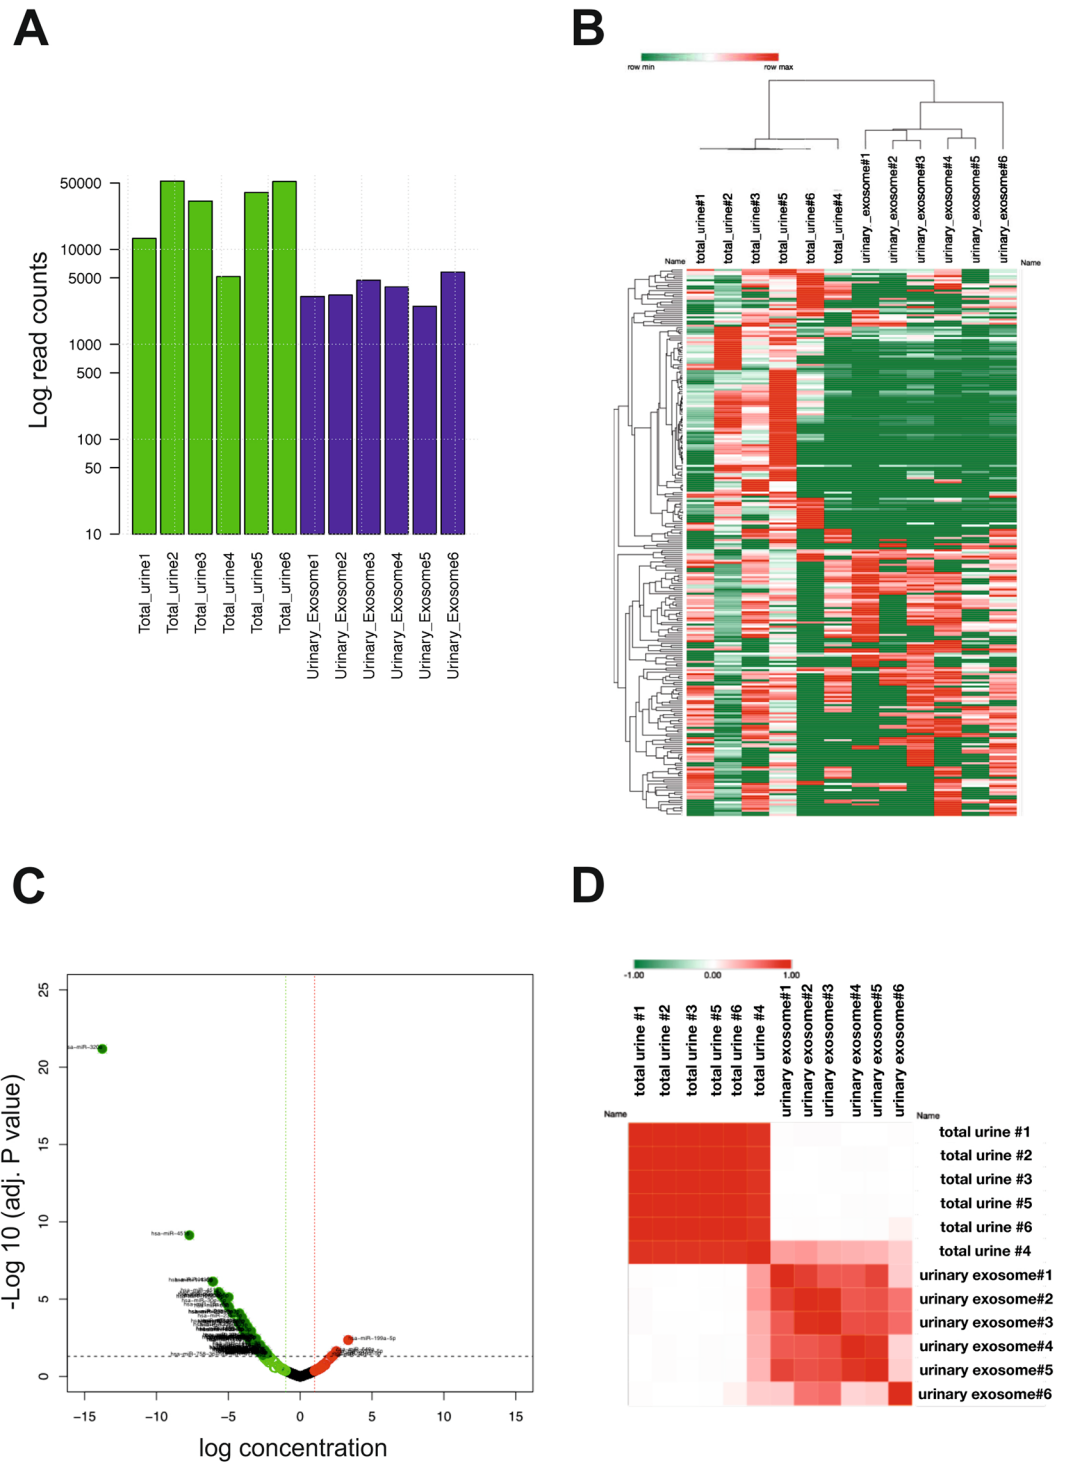 A
Log read counts
50000
10000
5000
1000
500
100
50
10
Total_urine1
Total_urine2
Total_urine3
Total_urine4
Total_urine5
Total_urine6
Urinary_Exosome1
Urinary_Exosome2
Urinary_Exosome3
Urinary_Exosome4
Urinary_Exosome5
Urinary_Exosome6
B
row min
row max
total_urine#1
total_urine#2
total_urine#3
total_urine#5
total_urine#6
total_urine#4
urinary_exosome#1
urinary_exosome#2
urinary_exosome#3
urinary_exosome#4
urinary_exosome#5
urinary_exosome#6
Name
Name
C
-Log 10 (adj. P value)
25
20
15
10
5
0
hsa-miR-199a-5p
−15
−10
−5
0
5
10
15
log concentration
D
-1.00
0.00
1.00
total urine #1
total urine #2
total urine #3
total urine #5
total urine #6
total urine #4
urinary exosome#1
urinary exosome#2
urinary exosome#3
urinary exosome#4
urinary exosome#5
urinary exosome#6
Name
Name
total urine #1
total urine #2
total urine #3
total urine #5
total urine #6
total urine #4
urinary exosome#1
urinary exosome#2
urinary exosome#3
urinary exosome#4
urinary exosome#5
urinary exosome#6